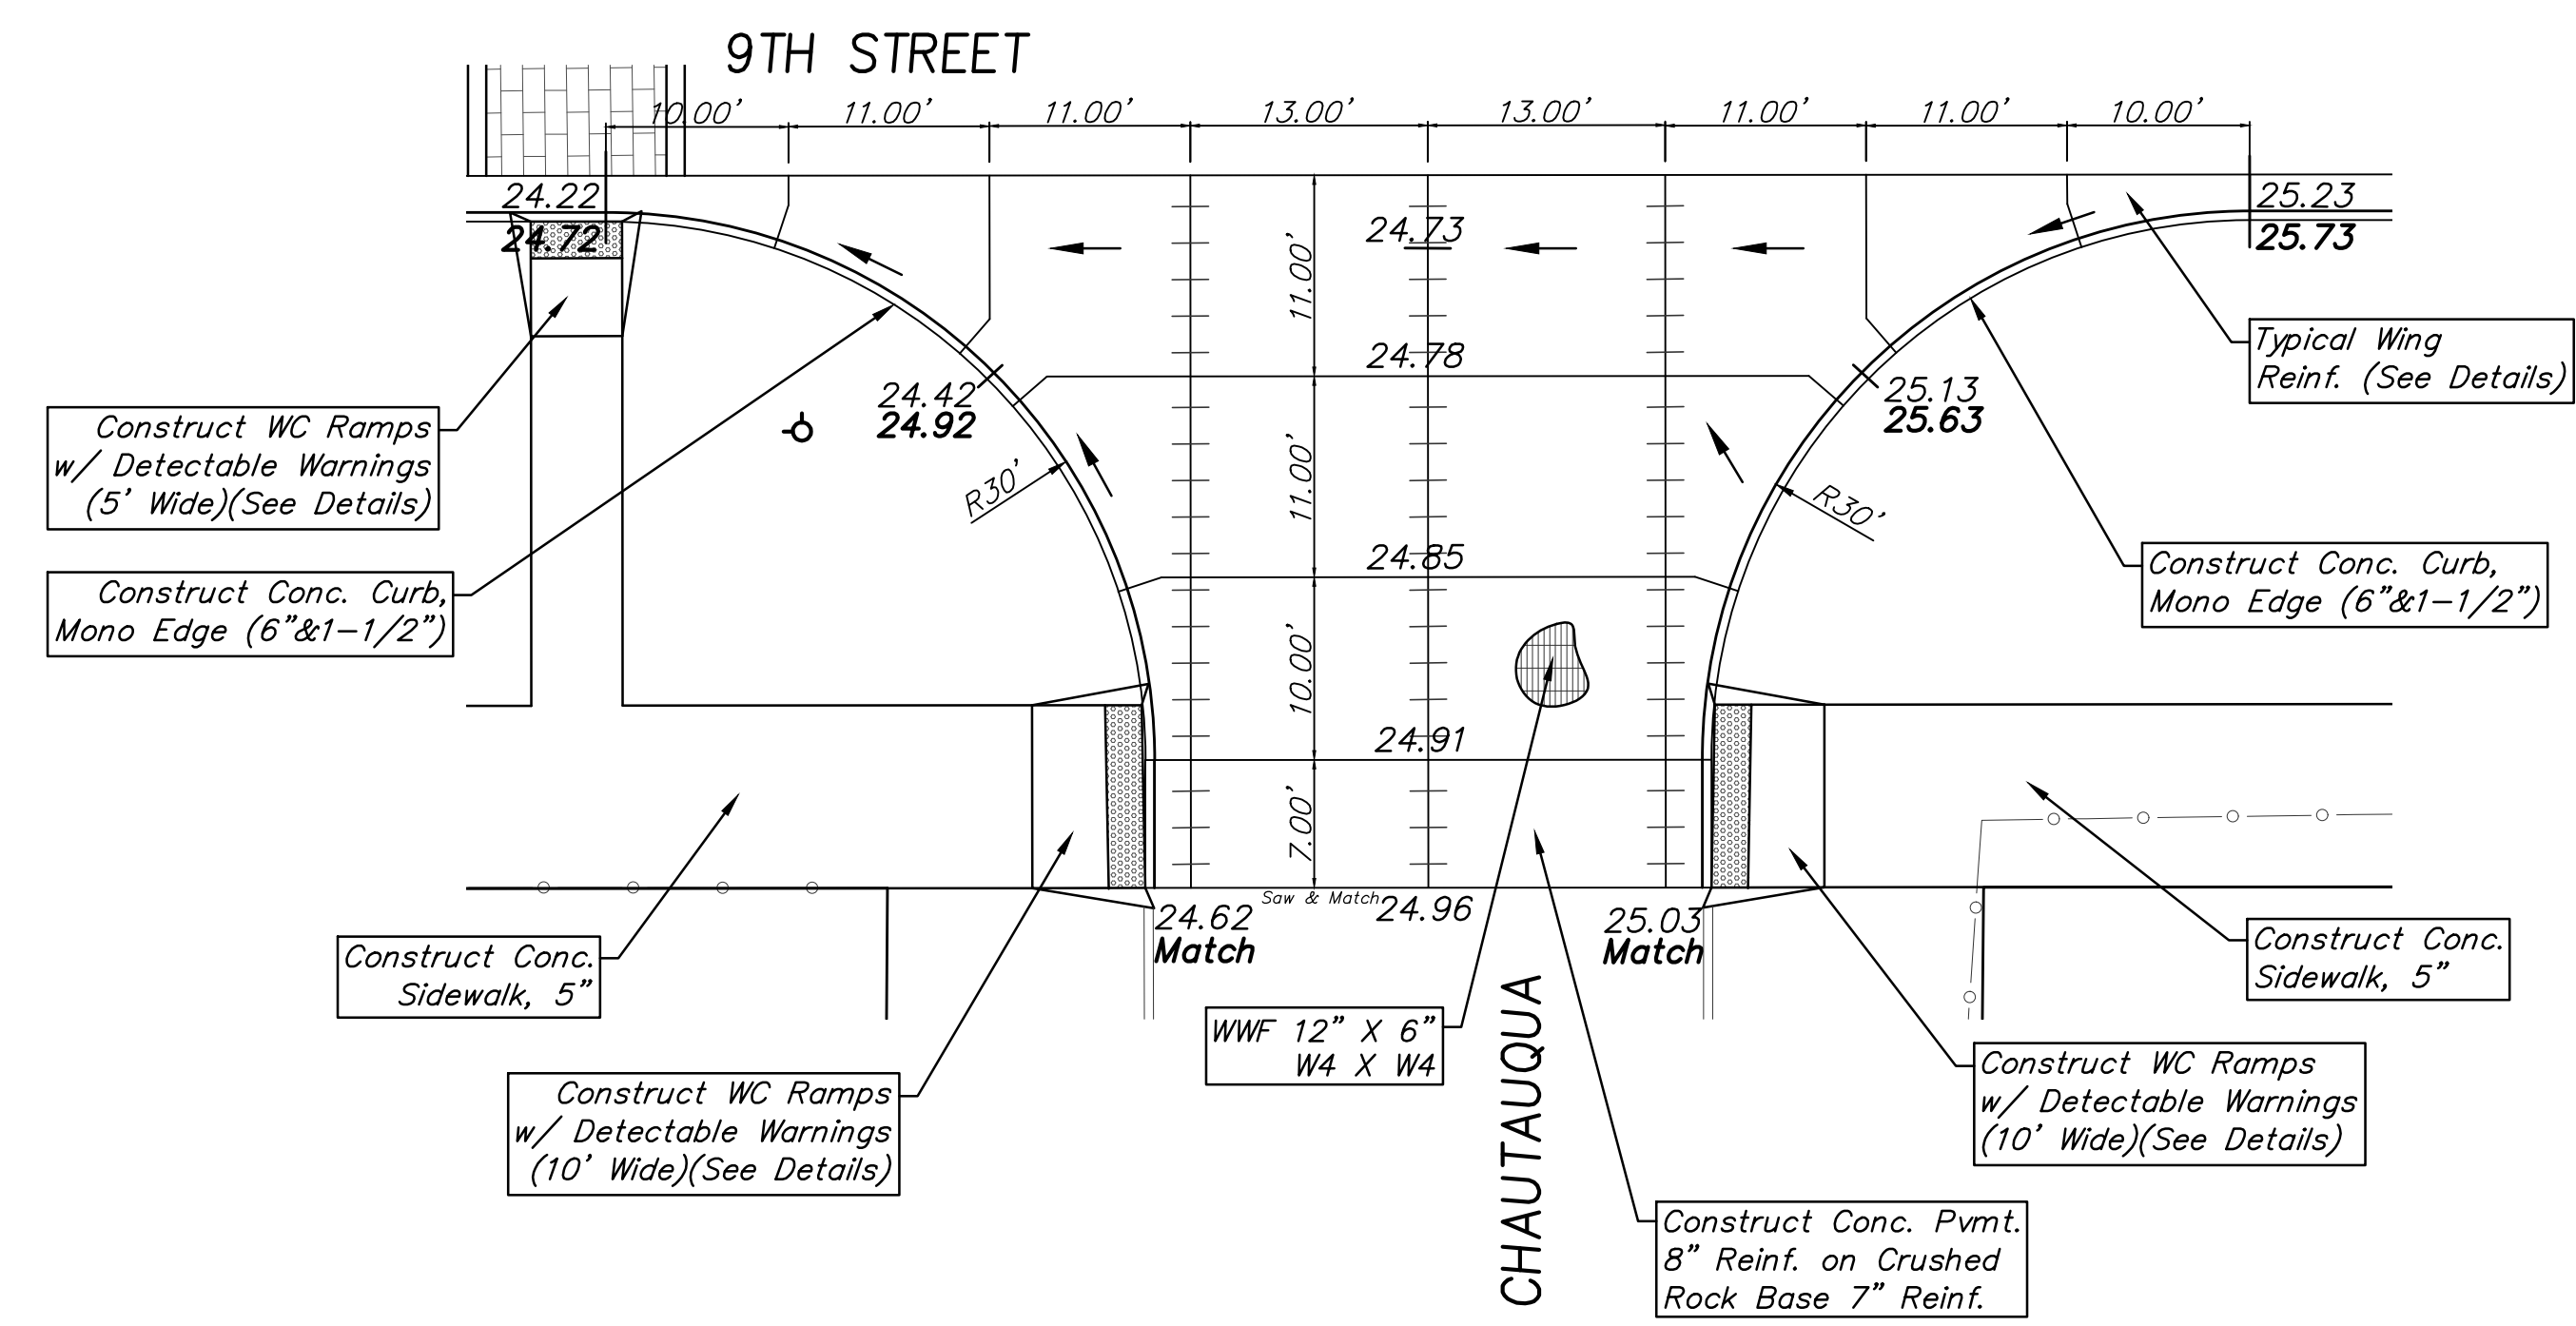 9TH STREET
10.00' 11.00' 11.00' 13.00' 13.00' 11.00' 11.00' 10.00'
24.22
24.72
24.73
25.23
25.73
11.00'
24.78
Typical Wing
Reinf. (See Details)
24.42
24.92
25.13
25.63
Construct WC Ramps
w/ Detectable Warnings
(5' Wide)(See Details)
R30'
11.00'
R30'
24.85
Construct Conc. Curb,
Mono Edge (6"&1-1/2")
Construct Conc. Curb,
Mono Edge (6"&1-1/2")
10.00'
24.91
7.00'
Saw & Match
24.62
Match
24.96
25.03
Match
Construct Conc.
Sidewalk, 5"
Construct Conc.
Sidewalk, 5"
WWF 12" X 6"
W4 X W4
CHAUTAUQUA
Construct WC Ramps
w/ Detectable Warnings
(10' Wide)(See Details)
Construct WC Ramps
w/ Detectable Warnings
(10' Wide)(See Details)
Construct Conc. Pvmt.
8" Reinf. on Crushed
Rock Base 7" Reinf.